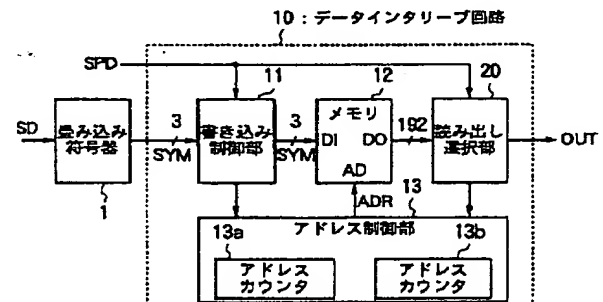 10：データインタリーブ回路
SPD
11
12
20
SD
畳み込み
符号器
1
3
SYM
書き込み
制御部
3
SYM
メモリ
DI
DO
AD
192
読み出し
選択部
OUT
ADR
13
13a
アドレス制御部
13b
アドレス
カウンタ
アドレス
カウンタ